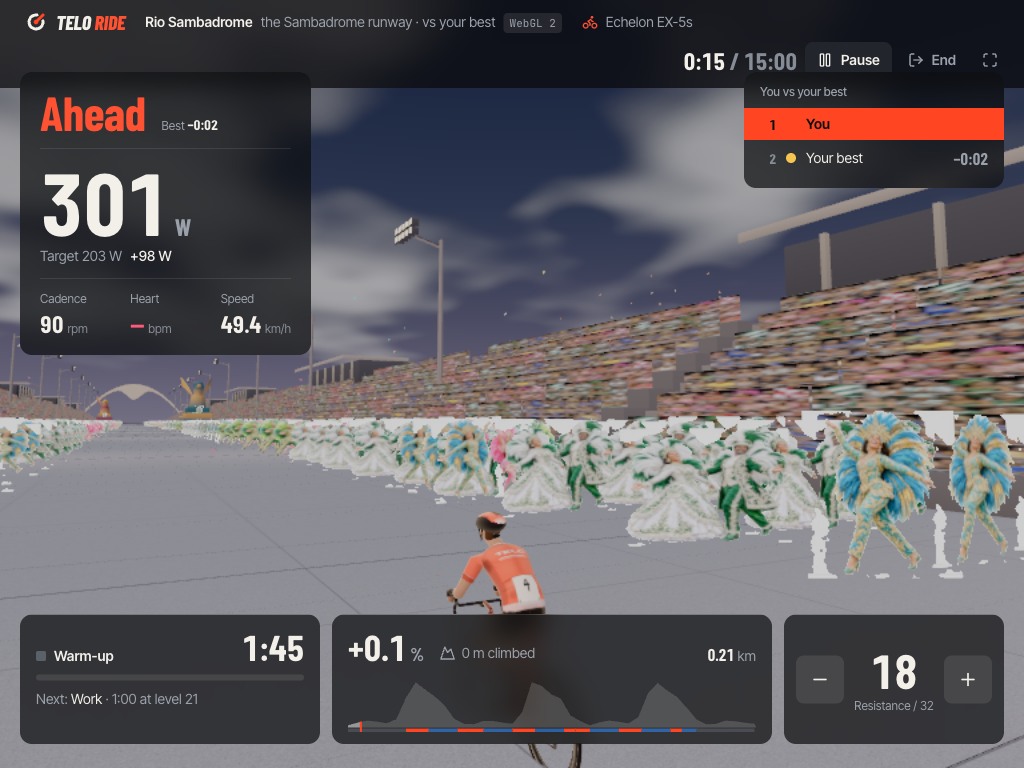 TELO RIDE Rio Sambadrome the Sambadrome runway · vs your best WebGL 2 Echelon EX-5s
0:15 / 15:00 Pause End
Ahead Best −0:02
301 W
Target 203 W +98 W
Cadence Heart Speed
90 rpm – bpm 49.4 km/h
You vs your best
1 You
2 Your best −0:02
4
Warm-up 1:45
Next: Work · 1:00 at level 21
+0.1 % 0 m climbed 0.21 km
− 18 +
Resistance / 32